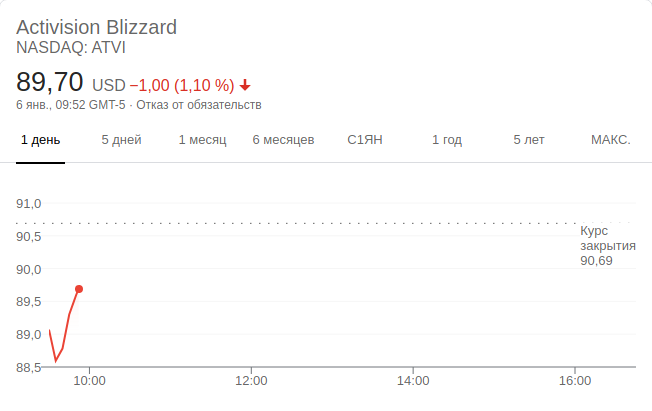 Activision Blizzard
NASDAQ: ATVI
89,70 USD −1,00 (1,10 %)
6 янв., 09:52 GMT-5 · Отказ от обязательств
1 день 5 дней 1 месяц 6 месяцев С1ЯН 1 год 5 лет МАКС.
91,0
Курс
90,5
закрытия
90,69
90,0
89,5
89,0
88,5
10:00 12:00 14:00 16:00